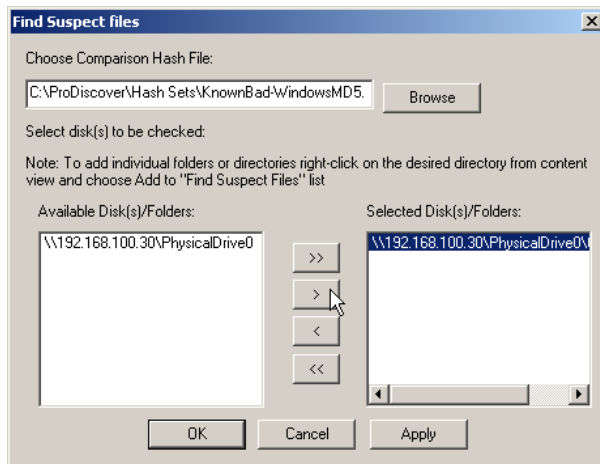 Find Suspect files
Choose Comparison Hash File:
C:\ProDiscover\Hash Sets\KnownBad-WindowsMD5.
Browse
Select disk(s) to be checked:
Note: To add individual folders or directories right-click on the desired directory from content
view and choose Add to "Find Suspect Files" list
Available Disk(s)/Folders:
Selected Disk(s)/Folders:
\\192.168.100.30\PhysicalDrive0
\\192.168.100.30\PhysicalDrive0\
>>
>
<
<<
OK
Cancel
Apply